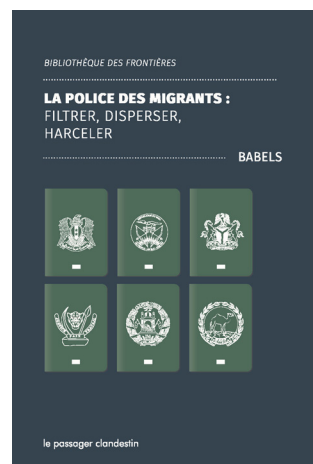 BIBLIOTHÈQUE DES FRONTIÈRES
LA POLICE DES MIGRANTS :
FILTRER, DISPERSER,
HARCELER
BABELS
le passager clandestin